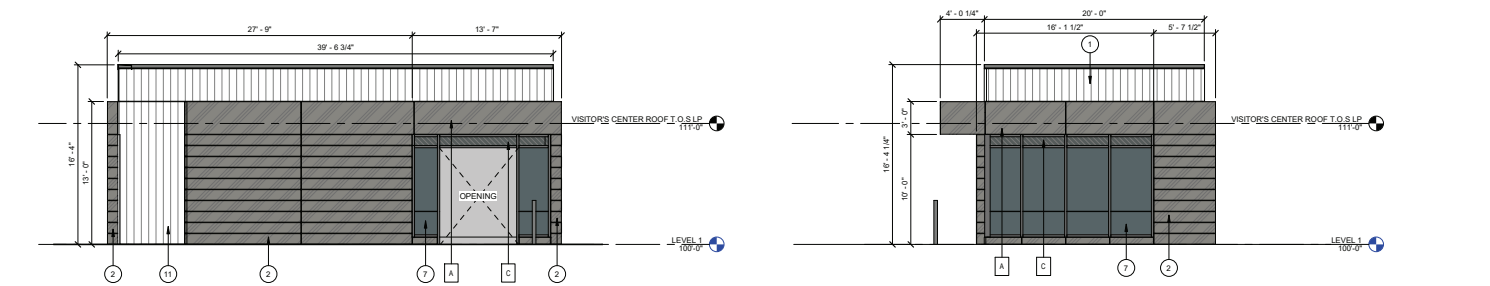 27' - 9"
13' - 7"
39' - 6 3/4"
16' - 4"
13' - 0"
VISITOR'S CENTER ROOF T.O.S LP
111'-0"
OPENING
LEVEL 1
100'-0"
2
11
2
7
A
C
2
4' - 0 1/4"
20' - 0"
16' - 1 1/2"
5' - 7 1/2"
1
3' - 0"
16' - 4 1/4"
10' - 0"
VISITOR'S CENTER ROOF T.O.S LP
111'-0"
LEVEL 1
100'-0"
A
C
7
2